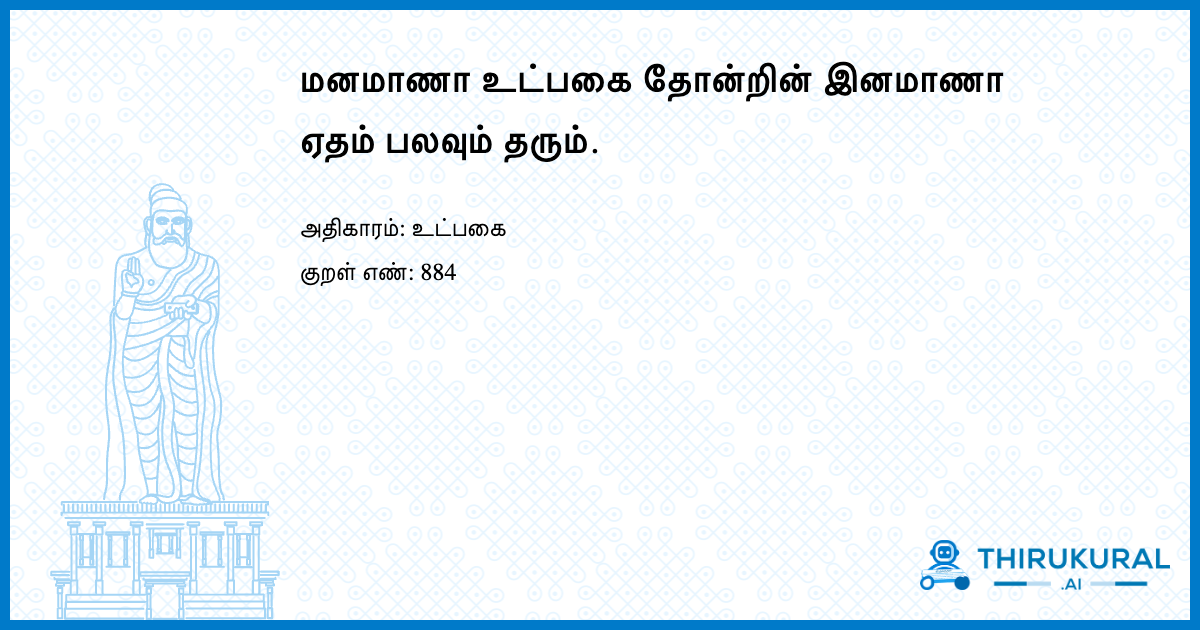 மனமாணா உட்பகை தோன்றின் இனமாணா
ஏதம் பலவும் தரும்.
அதிகாரம்: உட்பகை
குறள் எண்: 884
THIRUKURAL
.AI